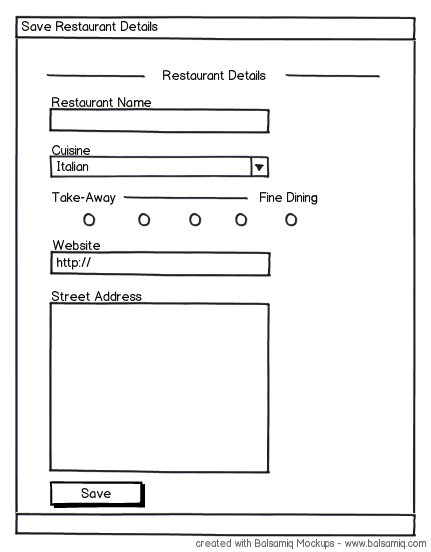 Save Restaurant Details
Restaurant Details
Restaurant Name
Cuisine
Italian
Take-Away Fine Dining
Website
http://
Street Address
Save
created with Balsamiq Mockups - www.balsamiq.com